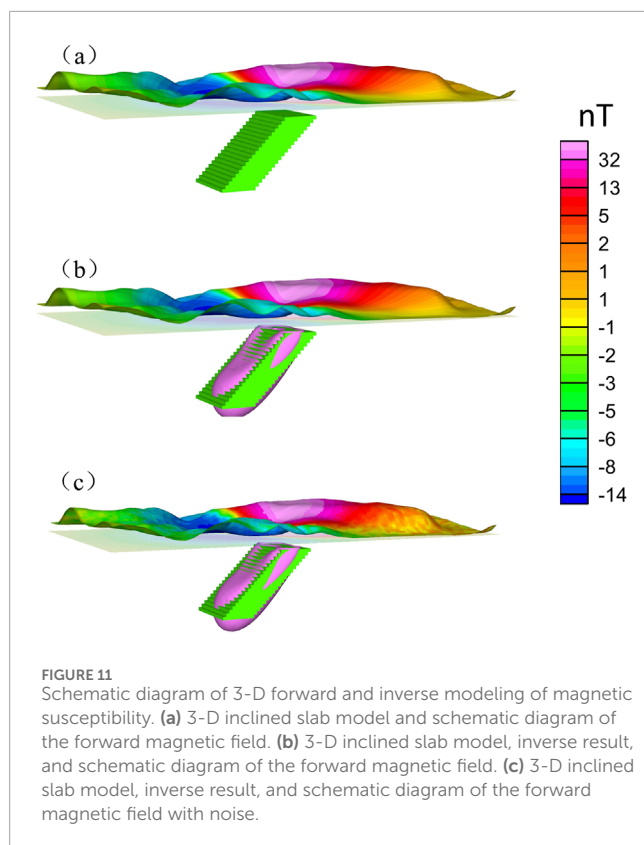 (a)
nT
32
13
5
2
1
1
-1
-2
-3
-5
-6
-8
-14
(b)
(c)
FIGURE 11
Schematic diagram of 3-D forward and inverse modeling of magnetic
susceptibility. (a) 3-D inclined slab model and schematic diagram of
the forward magnetic field. (b) 3-D inclined slab model, inverse result,
and schematic diagram of the forward magnetic field. (c) 3-D inclined
slab model, inverse result, and schematic diagram of the forward
magnetic field with noise.